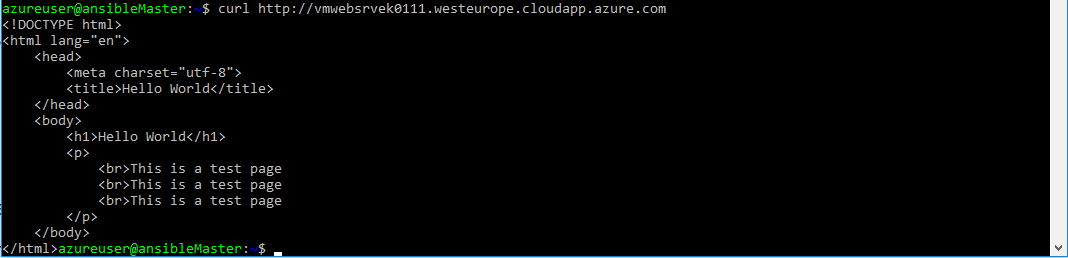 azureuser@ansibleMaster:~$ curl http://vmwebsrvek0111.westeurope.cloudapp.azure.com
<!DOCTYPE html>
<html lang="en">
    <head>
        <meta charset="utf-8">
        <title>Hello World</title>
    </head>
    <body>
        <h1>Hello World</h1>
        <p>
            <br>This is a test page
            <br>This is a test page
            <br>This is a test page
        </p>
    </body>
</html>azureuser@ansibleMaster:~$